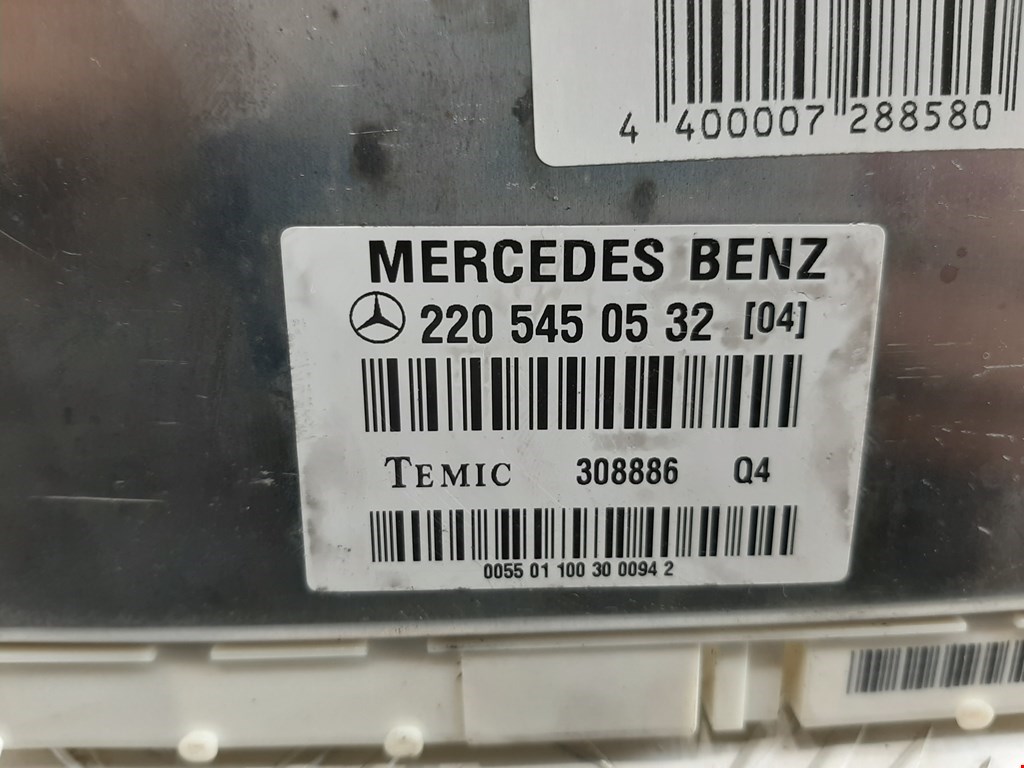 4 400007 288580
MERCEDES BENZ
220 545 05 32 [04]
TEMIC 308886 Q4
0055 01 100 30 0094 2